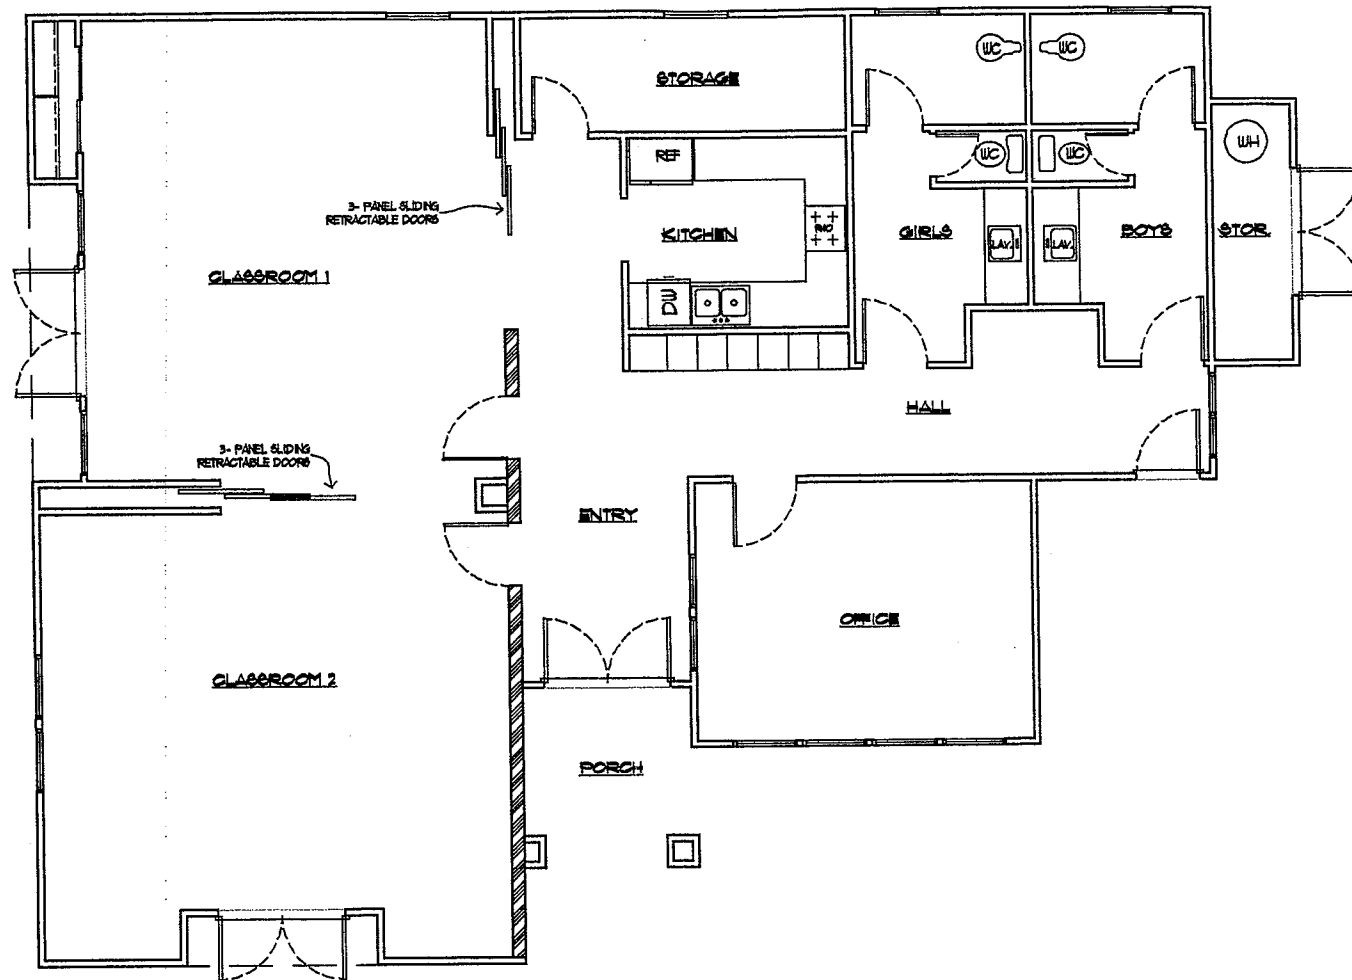 WC
WC
STORAGE
REF
WC
WC
WH
3- PANEL SLIDING
RETRACTABLE DOORS
KITCHEN
GIRLS
BOYS
STOR.
LAV.
LAV.
CLASSROOM 1
DW
HALL
3- PANEL SLIDING
RETRACTABLE DOORS
ENTRY
OFFICE
CLASSROOM 2
PORCH